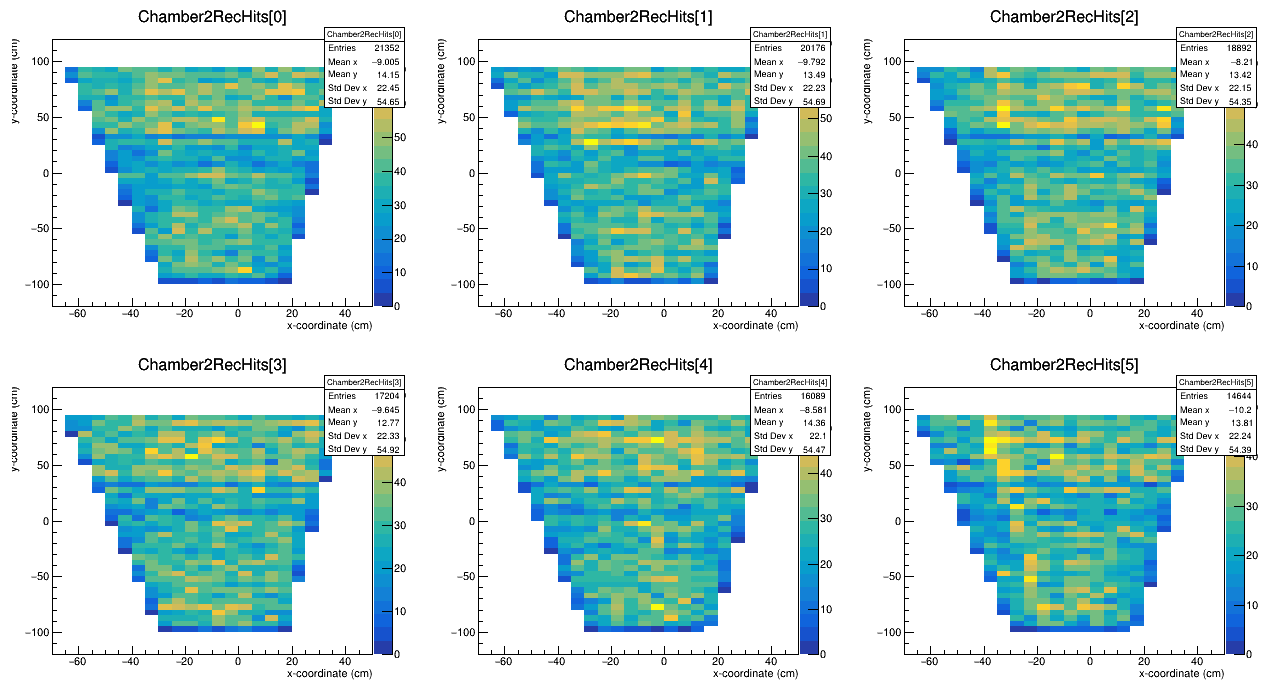 Chamber2RecHits[0]
Chamber2RecHits[0]
Entries 21352
Mean x −9.005
Mean y 14.15
Std Dev x 22.45
Std Dev y 54.65
y-coordinate (cm)
100
50
0
−50
−100
−60 −40 −20 0 20 40
x-coordinate (cm)
50
40
30
20
10
0
Chamber2RecHits[1]
Chamber2RecHits[1]
Entries 20176
Mean x −9.792
Mean y 13.49
Std Dev x 22.23
Std Dev y 54.69
y-coordinate (cm)
100
50
0
−50
−100
−60 −40 −20 0 20 40
x-coordinate (cm)
50
40
30
20
10
0
Chamber2RecHits[2]
Chamber2RecHits[2]
Entries 18892
Mean x −8.21
Mean y 13.42
Std Dev x 22.15
Std Dev y 54.35
y-coordinate (cm)
100
50
0
−50
−100
−60 −40 −20 0 20 40
x-coordinate (cm)
40
30
20
10
0
Chamber2RecHits[3]
Chamber2RecHits[3]
Entries 17204
Mean x −9.645
Mean y 12.77
Std Dev x 22.33
Std Dev y 54.92
y-coordinate (cm)
100
50
0
−50
−100
−60 −40 −20 0 20 40
x-coordinate (cm)
40
30
20
10
0
Chamber2RecHits[4]
Chamber2RecHits[4]
Entries 16089
Mean x −8.581
Mean y 14.36
Std Dev x 22.1
Std Dev y 54.47
y-coordinate (cm)
100
50
0
−50
−100
−60 −40 −20 0 20 40
x-coordinate (cm)
40
30
20
10
0
Chamber2RecHits[5]
Chamber2RecHits[5]
Entries 14644
Mean x −10.2
Mean y 13.81
Std Dev x 22.24
Std Dev y 54.39
y-coordinate (cm)
100
50
0
−50
−100
−60 −40 −20 0 20 40
x-coordinate (cm)
40
30
20
10
0